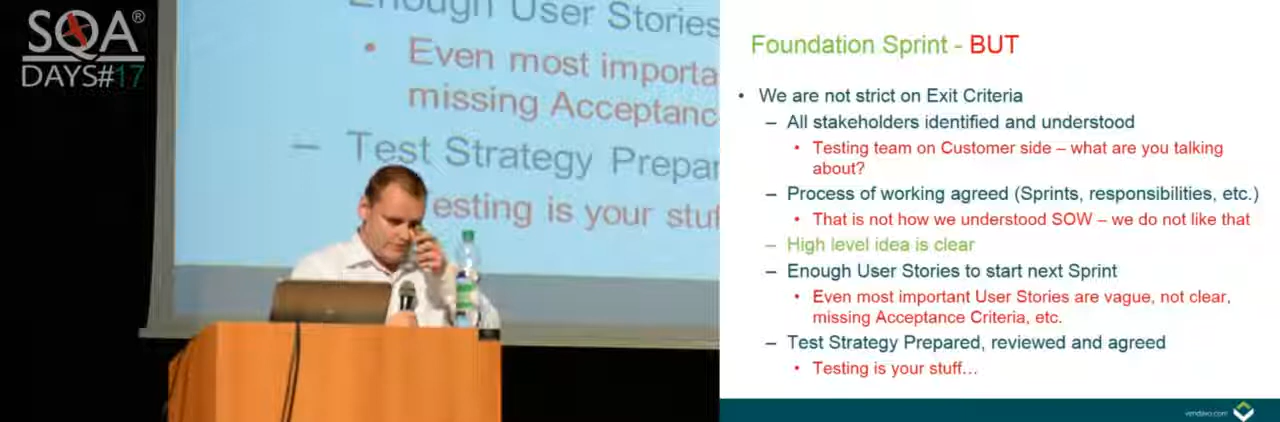 SQA®
DAYS#17
Enough User Stories
• Even most importa
missing Acceptanc
– Test Strategy Prepar
esting is your stuf
Foundation Sprint - BUT
• We are not strict on Exit Criteria
– All stakeholders identified and understood
• Testing team on Customer side – what are you talking
about?
– Process of working agreed (Sprints, responsibilities, etc.)
• That is not how we understood SOW – we do not like that
– High level idea is clear
– Enough User Stories to start next Sprint
• Even most important User Stories are vague, not clear,
missing Acceptance Criteria, etc.
– Test Strategy Prepared, reviewed and agreed
• Testing is your stuff…
vendavo.com